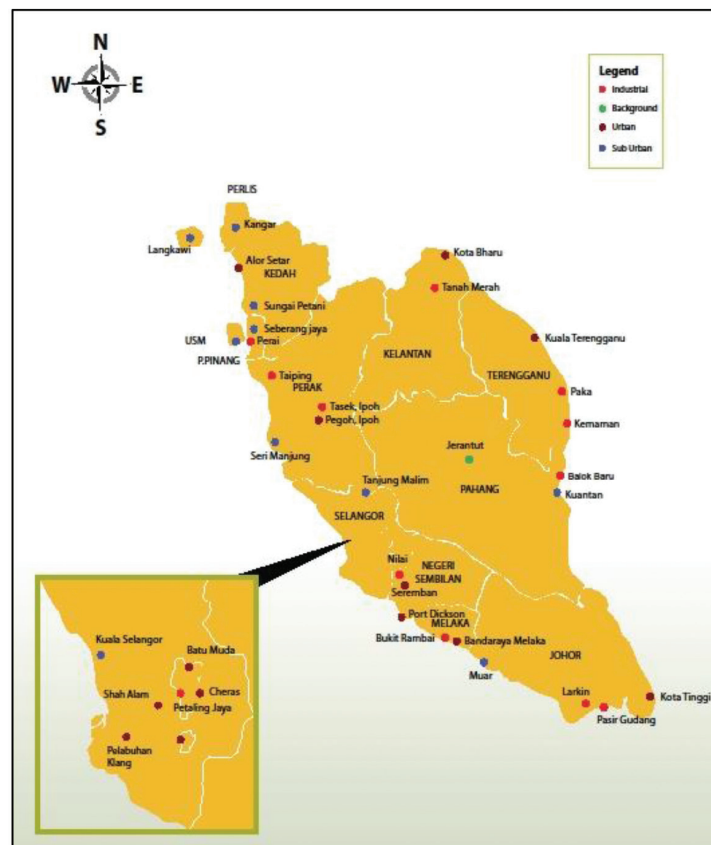 N
W E
S
Legend
Industrial
Background
Urban
Sub Urban
PERLIS
Kangar
Langkawi
Alor Setar
KEDAH
Kota Bharu
Tanah Merah
Sungai Petani
Seberang jaya
USM
Perai
P.PINANG
Kuala Terengganu
KELANTAN
TERENGGANU
Taiping
PERAK
Paka
Tasek, Ipoh
Pegoh, Ipoh
Kemaman
Seri Manjung
Jerantut
Tanjung Malim
Balok Baru
PAHANG
Kuantan
SELANGOR
Nilai
NEGERI
SEMBILAN
Seremban
Port Dickson
MELAKA
Bukit Rambai
Bandaraya Melaka
JOHOR
Muar
Larkin
Kota Tinggi
Pasir Gudang
Kuala Selangor
Batu Muda
Shah Alam
Cheras
Petaling Jaya
Pelabuhan
Klang